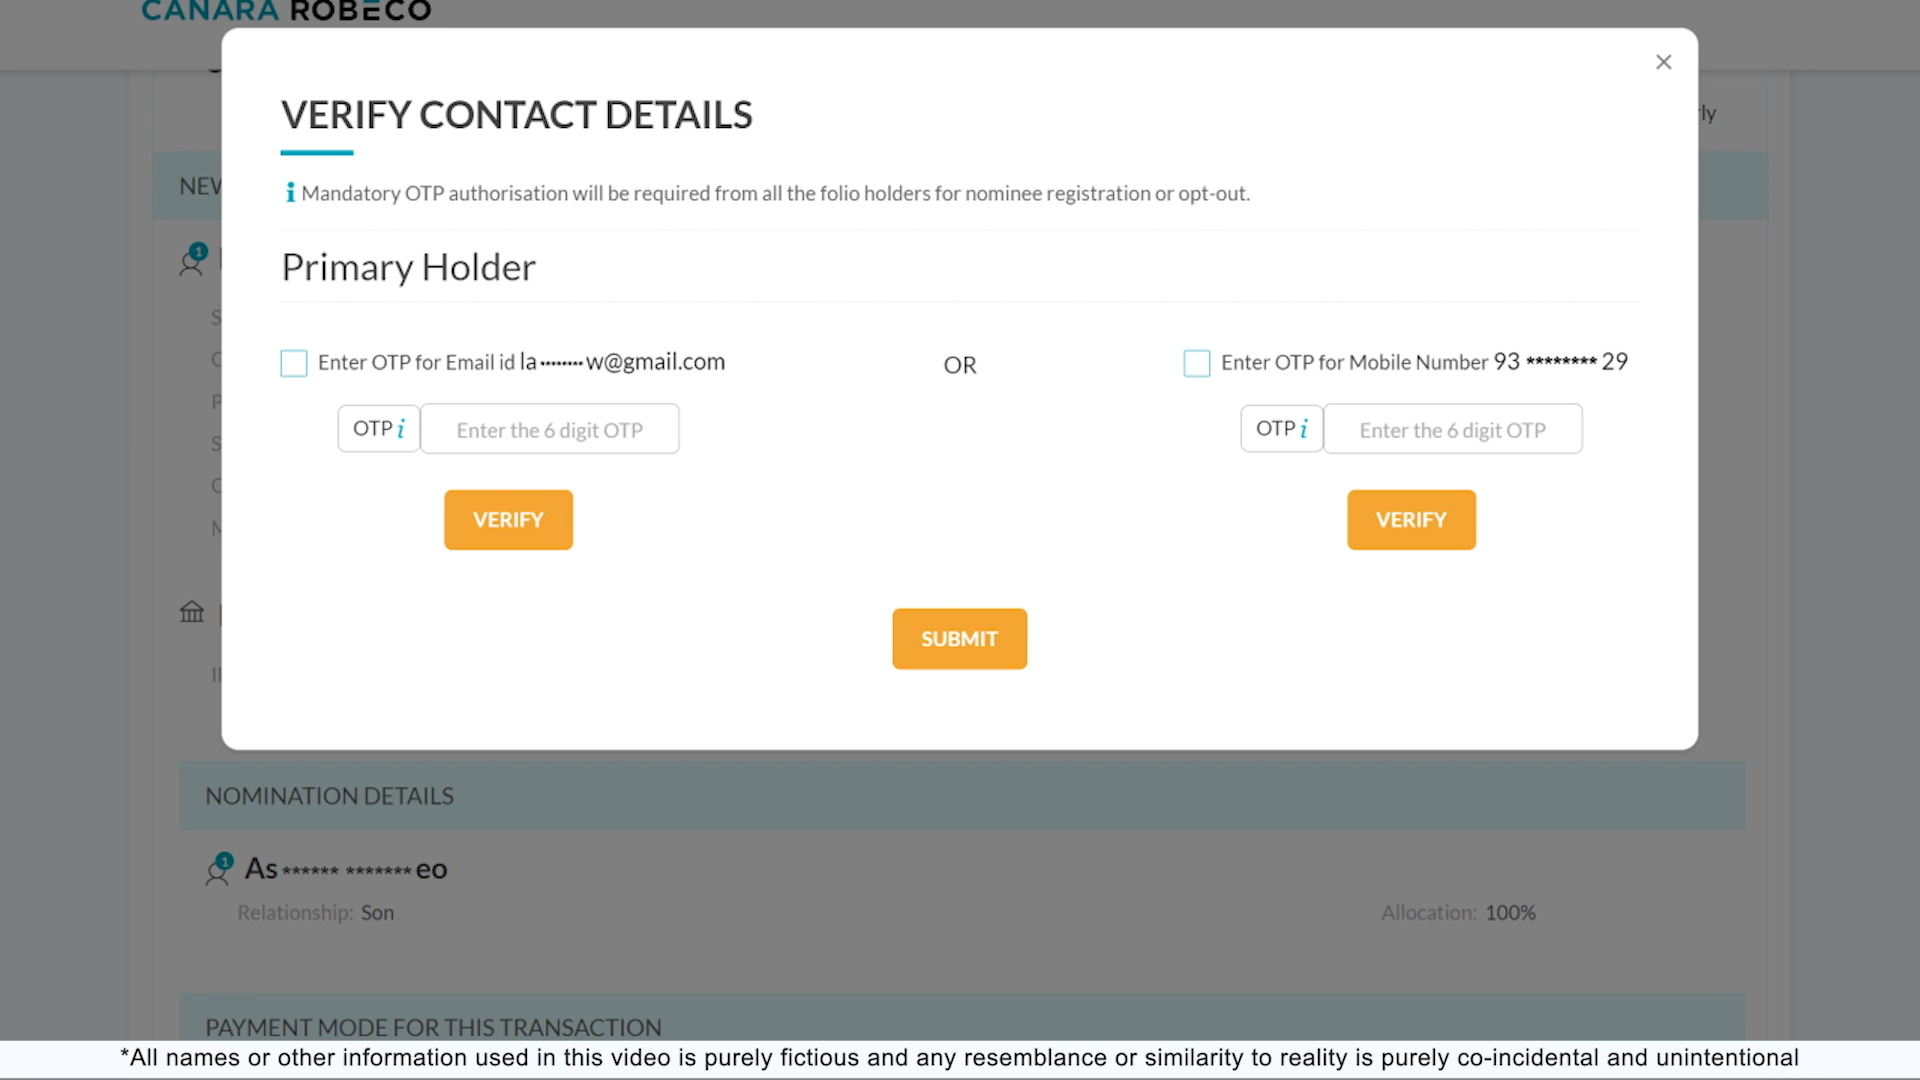 CANARA ROBECO
VERIFY CONTACT DETAILS
Mandatory OTP authorisation will be required from all the folio holders for nominee registration or opt-out.
Primary Holder
Enter OTP for Email id la********w@gmail.com
OR
Enter OTP for Mobile Number 93 ******** 29
OTP i Enter the 6 digit OTP
OTP i Enter the 6 digit OTP
VERIFY
VERIFY
SUBMIT
NOMINATION DETAILS
1
As ****** ******* eo
Relationship: Son
Allocation: 100%
PAYMENT MODE FOR THIS TRANSACTION
*All names or other information used in this video is purely fictious and any resemblance or similarity to reality is purely co-incidental and unintentional